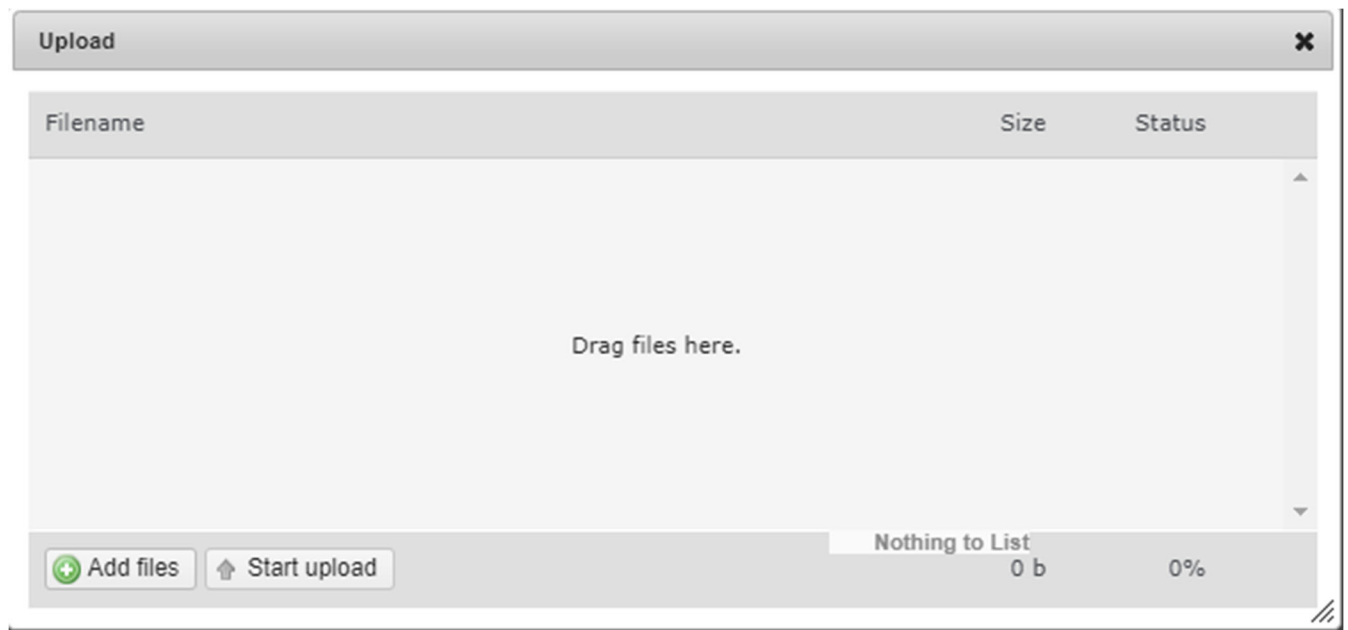 Upload
Filename Size Status
Drag files here.
Nothing to List
Add files Start upload 0 b 0%